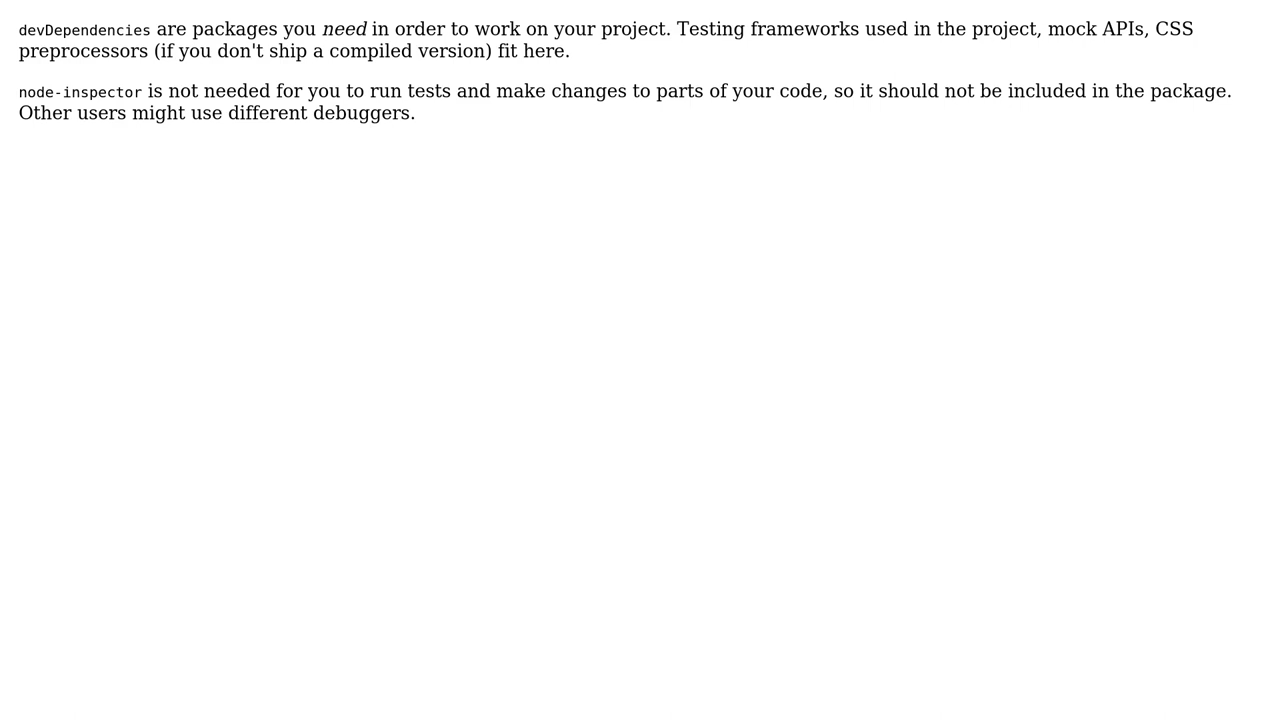 devDependencies are packages you need in order to work on your project. Testing frameworks used in the project, mock APIs, CSS
preprocessors (if you don't ship a compiled version) fit here.
node-inspector is not needed for you to run tests and make changes to parts of your code, so it should not be included in the package.
Other users might use different debuggers.